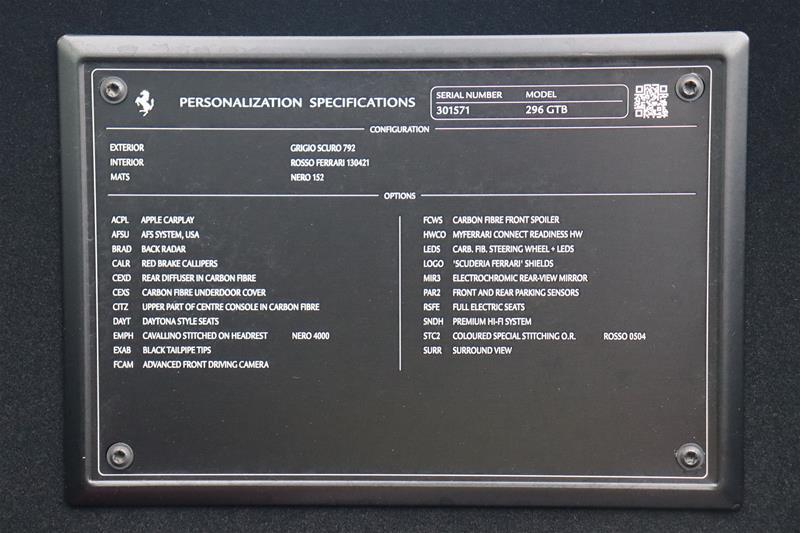 PERSONALIZATION SPECIFICATIONS
SERIAL NUMBER MODEL
301571 296 GTB
CONFIGURATION
EXTERIOR GRIGIO SCURO 792
INTERIOR ROSSO FERRARI 130421
MATS NERO 152
OPTIONS
ACPL APPLE CARPLAY
AFSU AFS SYSTEM, USA
BRAD BACK RADAR
CALR RED BRAKE CALLIPERS
CEXD REAR DIFFUSER IN CARBON FIBRE
CEXS CARBON FIBRE UNDERDOOR COVER
CITZ UPPER PART OF CENTRE CONSOLE IN CARBON FIBRE
DAYT DAYTONA STYLE SEATS
EMPH CAVALLINO STITCHED ON HEADREST NERO 4000
EXAB BLACK TAILPIPE TIPS
FCAM ADVANCED FRONT DRIVING CAMERA
FCWS CARBON FIBRE FRONT SPOILER
HWCO MYFERRARI CONNECT READINESS HW
LEDS CARB. FIB. STEERING WHEEL + LEDS
LOGO 'SCUDERIA FERRARI' SHIELDS
MIR3 ELECTROCHROMIC REAR-VIEW MIRROR
PAR2 FRONT AND REAR PARKING SENSORS
RSFE FULL ELECTRIC SEATS
SNDH PREMIUM HI-FI SYSTEM
STC2 COLOURED SPECIAL STITCHING O.R. ROSSO 0504
SURR SURROUND VIEW